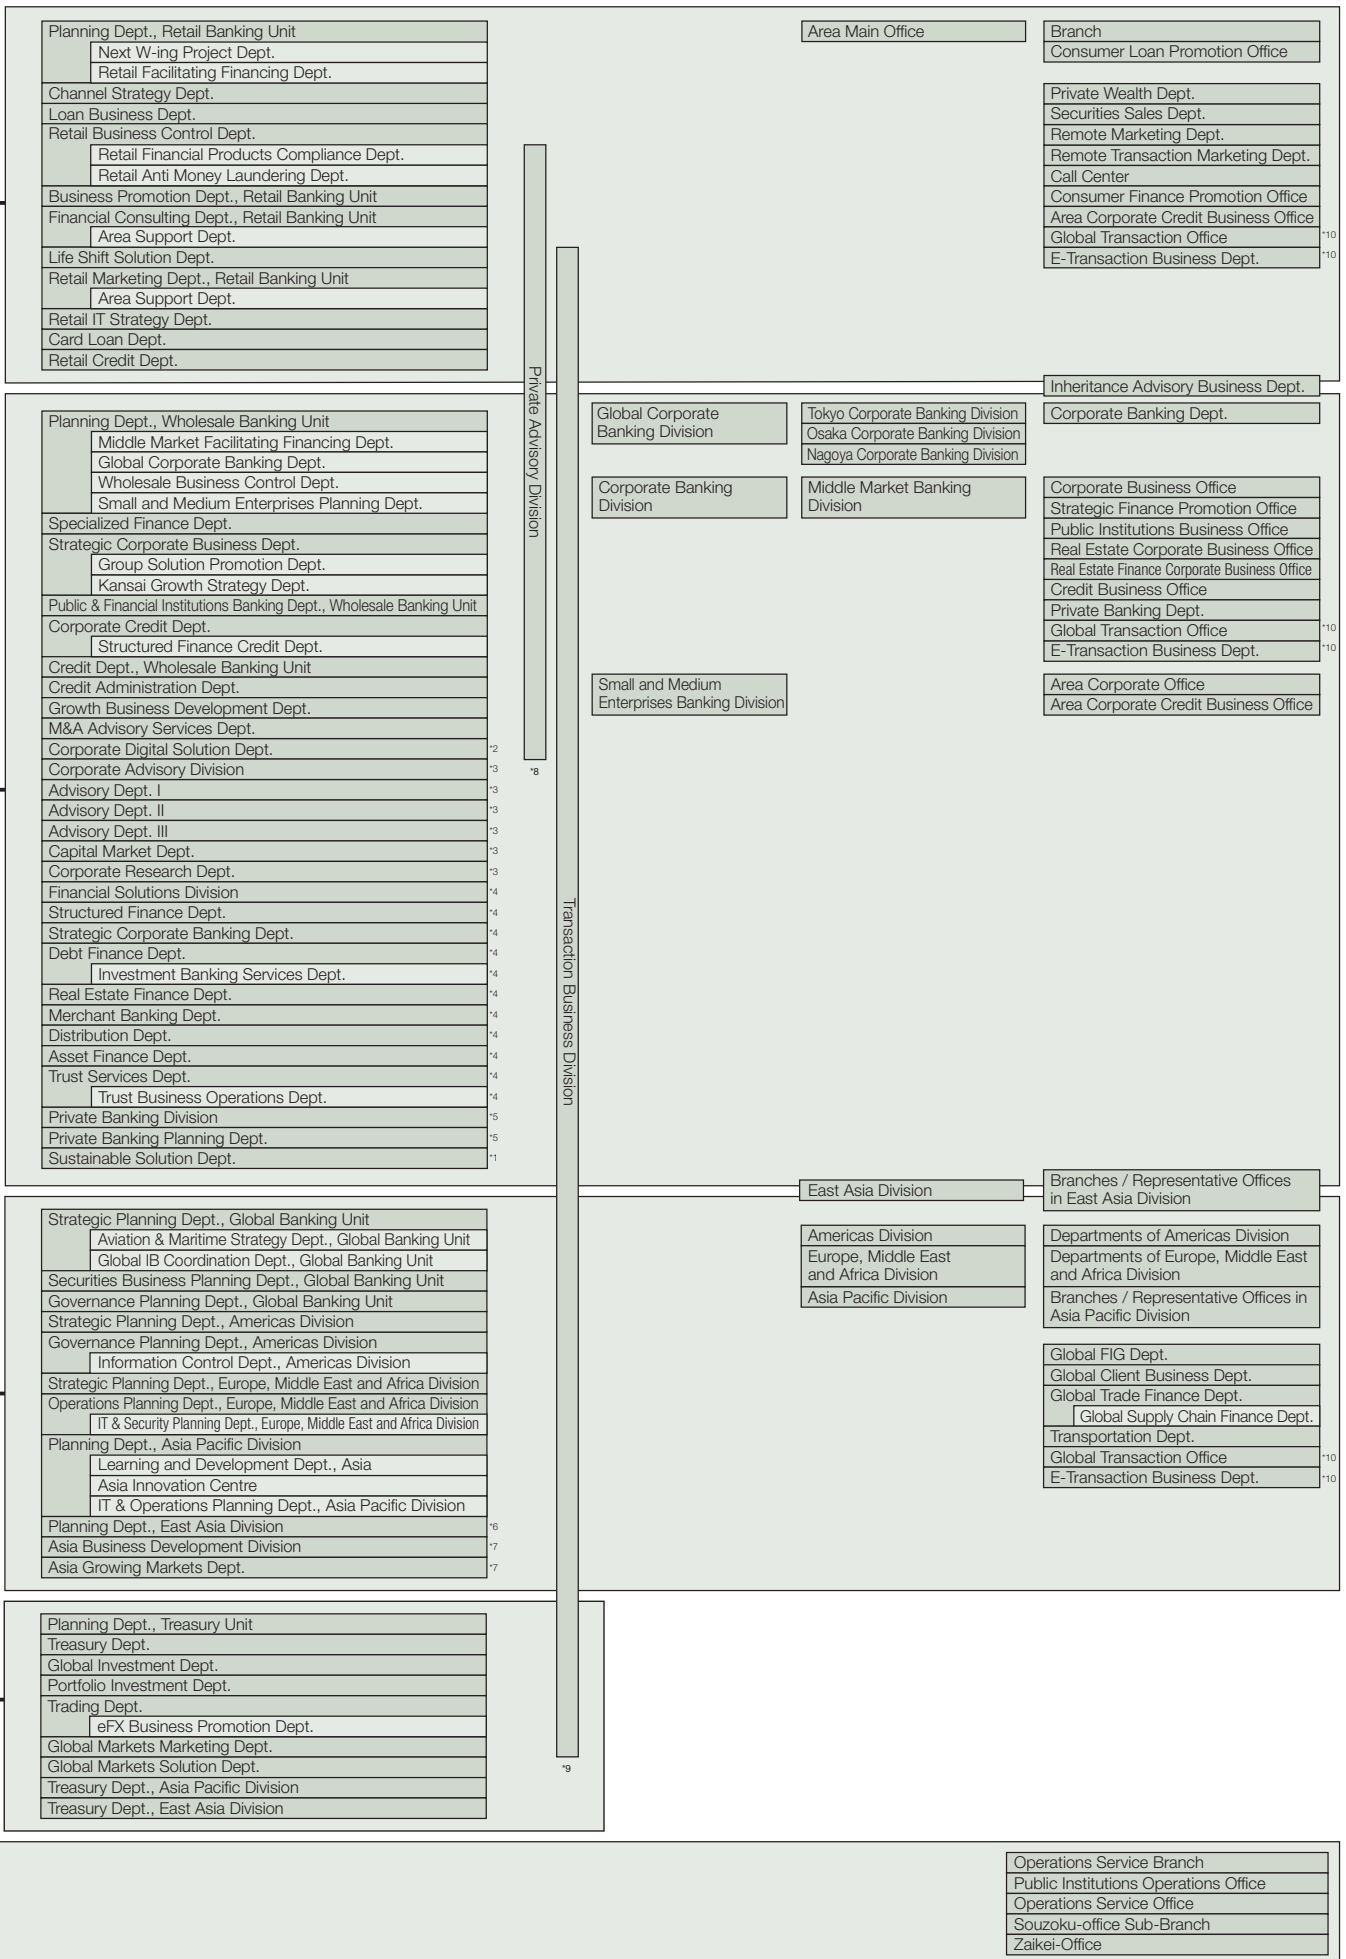 Planning Dept., Retail Banking Unit
Next W-ing Project Dept.
Retail Facilitating Financing Dept.
Channel Strategy Dept.
Loan Business Dept.
Retail Business Control Dept.
Retail Financial Products Compliance Dept.
Retail Anti Money Laundering Dept.
Business Promotion Dept., Retail Banking Unit
Financial Consulting Dept., Retail Banking Unit
Area Support Dept.
Life Shift Solution Dept.
Retail Marketing Dept., Retail Banking Unit
Area Support Dept.
Retail IT Strategy Dept.
Card Loan Dept.
Retail Credit Dept.
Area Main Office
Branch
Consumer Loan Promotion Office
Private Wealth Dept.
Securities Sales Dept.
Remote Marketing Dept.
Remote Transaction Marketing Dept.
Call Center
Consumer Finance Promotion Office
Area Corporate Credit Business Office
Global Transaction Office *10
E-Transaction Business Dept. *10
Inheritance Advisory Business Dept.
Private Advisory Division
*8
Transaction Business Division
*9
Planning Dept., Wholesale Banking Unit
Middle Market Facilitating Financing Dept.
Global Corporate Banking Dept.
Wholesale Business Control Dept.
Small and Medium Enterprises Planning Dept.
Specialized Finance Dept.
Strategic Corporate Business Dept.
Group Solution Promotion Dept.
Kansai Growth Strategy Dept.
Public & Financial Institutions Banking Dept., Wholesale Banking Unit
Corporate Credit Dept.
Structured Finance Credit Dept.
Credit Dept., Wholesale Banking Unit
Credit Administration Dept.
Growth Business Development Dept.
M&A Advisory Services Dept.
Corporate Digital Solution Dept. *2
Corporate Advisory Division *3
Advisory Dept. I *3
Advisory Dept. II *3
Advisory Dept. III *3
Capital Market Dept. *3
Corporate Research Dept. *3
Financial Solutions Division *4
Structured Finance Dept. *4
Strategic Corporate Banking Dept. *4
Debt Finance Dept. *4
Investment Banking Services Dept. *4
Real Estate Finance Dept. *4
Merchant Banking Dept. *4
Distribution Dept. *4
Asset Finance Dept. *4
Trust Services Dept. *4
Trust Business Operations Dept. *4
Private Banking Division *5
Private Banking Planning Dept. *5
Sustainable Solution Dept. *1
Global Corporate
Banking Division
Tokyo Corporate Banking Division
Osaka Corporate Banking Division
Nagoya Corporate Banking Division
Corporate Banking Dept.
Corporate Banking
Division
Middle Market Banking
Division
Corporate Business Office
Strategic Finance Promotion Office
Public Institutions Business Office
Real Estate Corporate Business Office
Real Estate Finance Corporate Business Office
Credit Business Office
Private Banking Dept.
Global Transaction Office *10
E-Transaction Business Dept. *10
Small and Medium
Enterprises Banking Division
Area Corporate Office
Area Corporate Credit Business Office
East Asia Division
Branches / Representative Offices
in East Asia Division
Strategic Planning Dept., Global Banking Unit
Aviation & Maritime Strategy Dept., Global Banking Unit
Global IB Coordination Dept., Global Banking Unit
Securities Business Planning Dept., Global Banking Unit
Governance Planning Dept., Global Banking Unit
Strategic Planning Dept., Americas Division
Governance Planning Dept., Americas Division
Information Control Dept., Americas Division
Strategic Planning Dept., Europe, Middle East and Africa Division
Operations Planning Dept., Europe, Middle East and Africa Division
IT & Security Planning Dept., Europe, Middle East and Africa Division
Planning Dept., Asia Pacific Division
Learning and Development Dept., Asia
Asia Innovation Centre
IT & Operations Planning Dept., Asia Pacific Division
Planning Dept., East Asia Division *6
Asia Business Development Division *7
Asia Growing Markets Dept. *7
Americas Division
Europe, Middle East
and Africa Division
Asia Pacific Division
Departments of Americas Division
Departments of Europe, Middle East
and Africa Division
Branches / Representative Offices in
Asia Pacific Division
Global FIG Dept.
Global Client Business Dept.
Global Trade Finance Dept.
Global Supply Chain Finance Dept.
Transportation Dept.
Global Transaction Office *10
E-Transaction Business Dept. *10
Planning Dept., Treasury Unit
Treasury Dept.
Global Investment Dept.
Portfolio Investment Dept.
Trading Dept.
eFX Business Promotion Dept.
Global Markets Marketing Dept.
Global Markets Solution Dept.
Treasury Dept., Asia Pacific Division
Treasury Dept., East Asia Division
Operations Service Branch
Public Institutions Operations Office
Operations Service Office
Souzoku-office Sub-Branch
Zaikei-Office